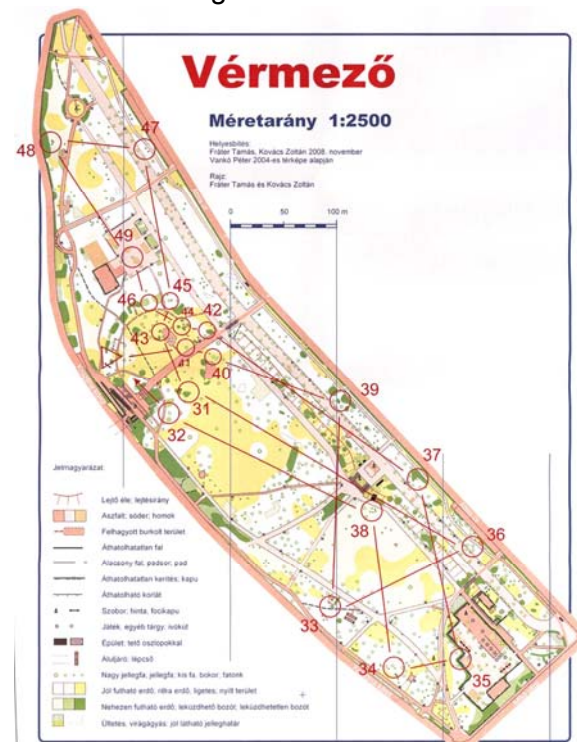 Vérmező
Méretarány 1:2500
Helyesbítés:
Fráter Tamás, Kovács Zoltán 2008. november
Vankó Péter 2004-es térképe alapján
Rajz:
Fráter Tamás és Kovács Zoltán
0 50 100 m
47
48
49
45
46
44
42
43
41
40
31
39
32
37
38
36
33
34
35
Jelmagyarázat:
Lejtő éle; lejtésirány
Aszfalt; sóder; homok
Felhagyott burkolt terület
Áthatolhatatlan fal
Alacsony fal, padsor; pad
Áthatolhatatlan kerítés; kapu
Áthatolható korlát
Szobor; hinta; focikapu
Játék, egyéb tárgy; ivókút
Épület; tető oszlopokkal
Aluljáró; lépcső
Nagy jellegfa, jellegfa; kis fa, bokor; fatönk
Jól futható erdő, ritka erdő, ligetes, nyílt terület
Nehezen futható erdő, leküzdhető bozót, leküzdhetetlen bozót
Ültetés, virágágyás; jól látható jelleghatár